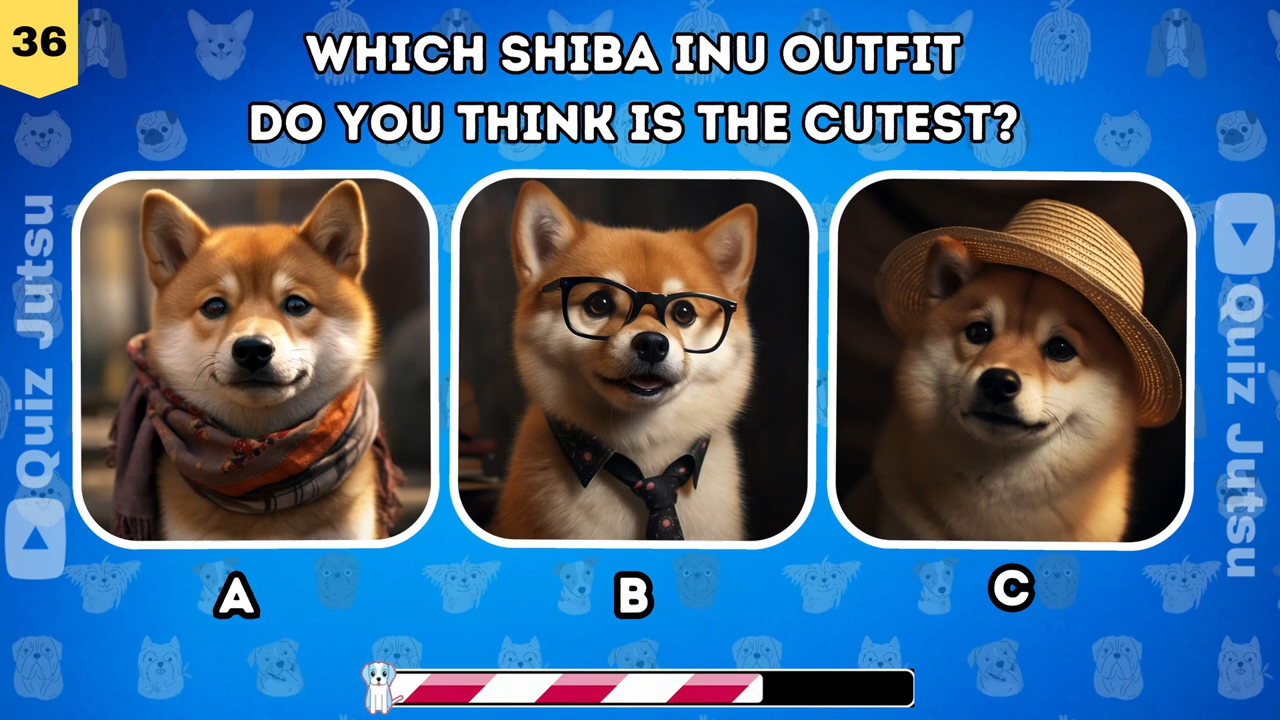 36
WHICH SHIBA INU OUTFIT
DO YOU THINK IS THE CUTEST?
Quiz Jutsu
Quiz Jutsu
A
B
C